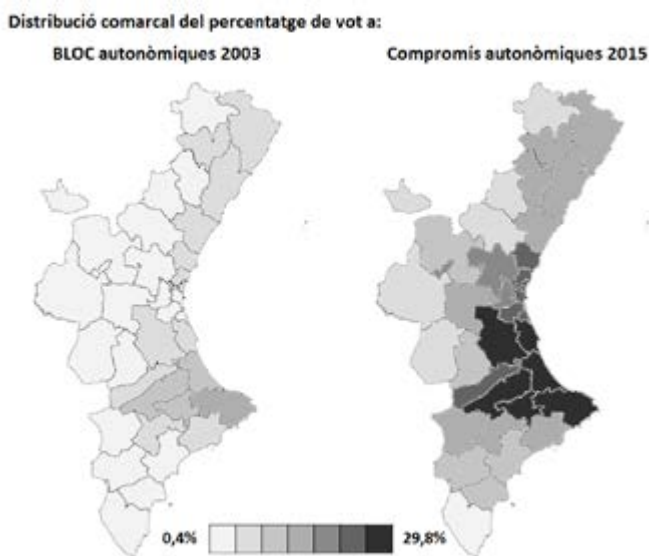 Distribució comarcal del percentatge de vot a:
BLOC autonòmiques 2003
Compromís autonòmiques 2015
0,4%
29,8%